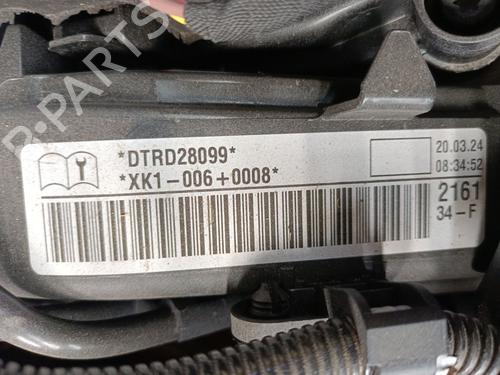 *DTRD28099*
*XK1-006+0008*
20.03.24
08:34:52
2161
34-F
B-PARTS